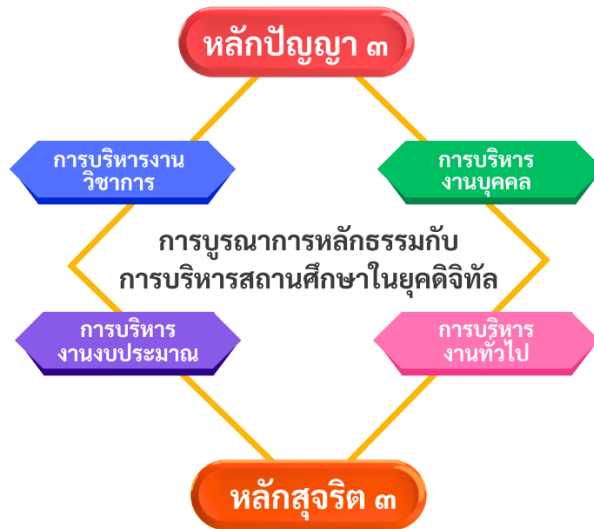 หลักปัญญา ๓
การบริหารงาน
วิชาการ
การบริหาร
งานบุคคล
การบูรณาการหลักธรรมกับ
การบริหารสถานศึกษาในยุคดิจิทัล
การบริหาร
งานงบประมาณ
การบริหาร
งานทั่วไป
หลักสุจริต ๓